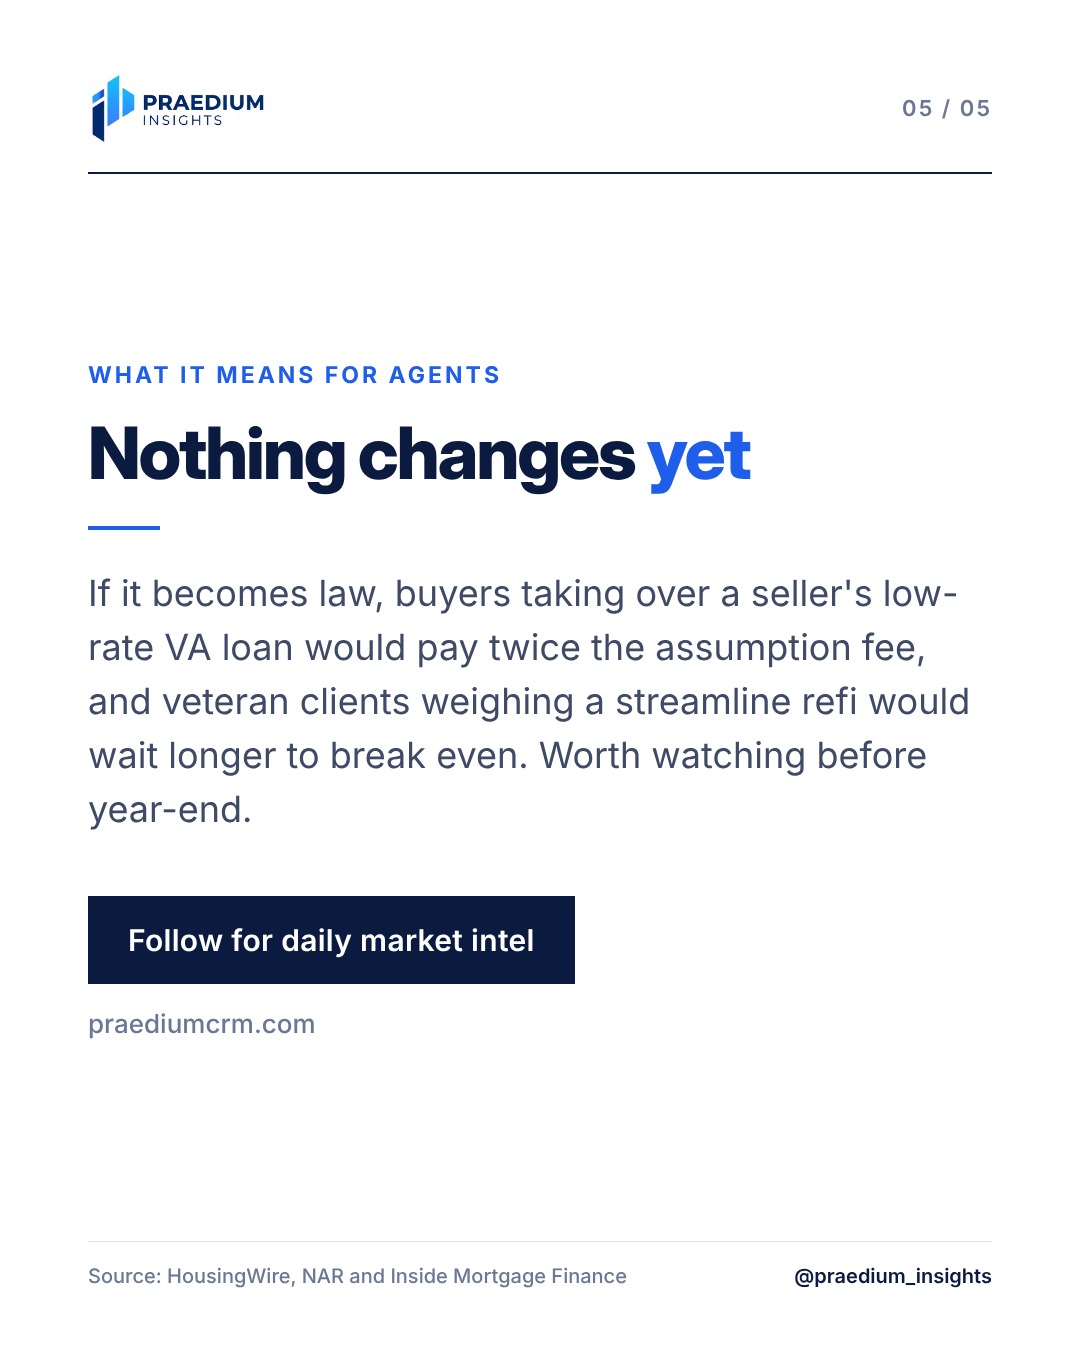 PRAEDIUM
INSIGHTS
05 / 05
WHAT IT MEANS FOR AGENTS
Nothing changes yet
If it becomes law, buyers taking over a seller's low-
rate VA loan would pay twice the assumption fee,
and veteran clients weighing a streamline refi would
wait longer to break even. Worth watching before
year-end.
Follow for daily market intel
praediumcrm.com
Source: HousingWire, NAR and Inside Mortgage Finance
@praedium_insights